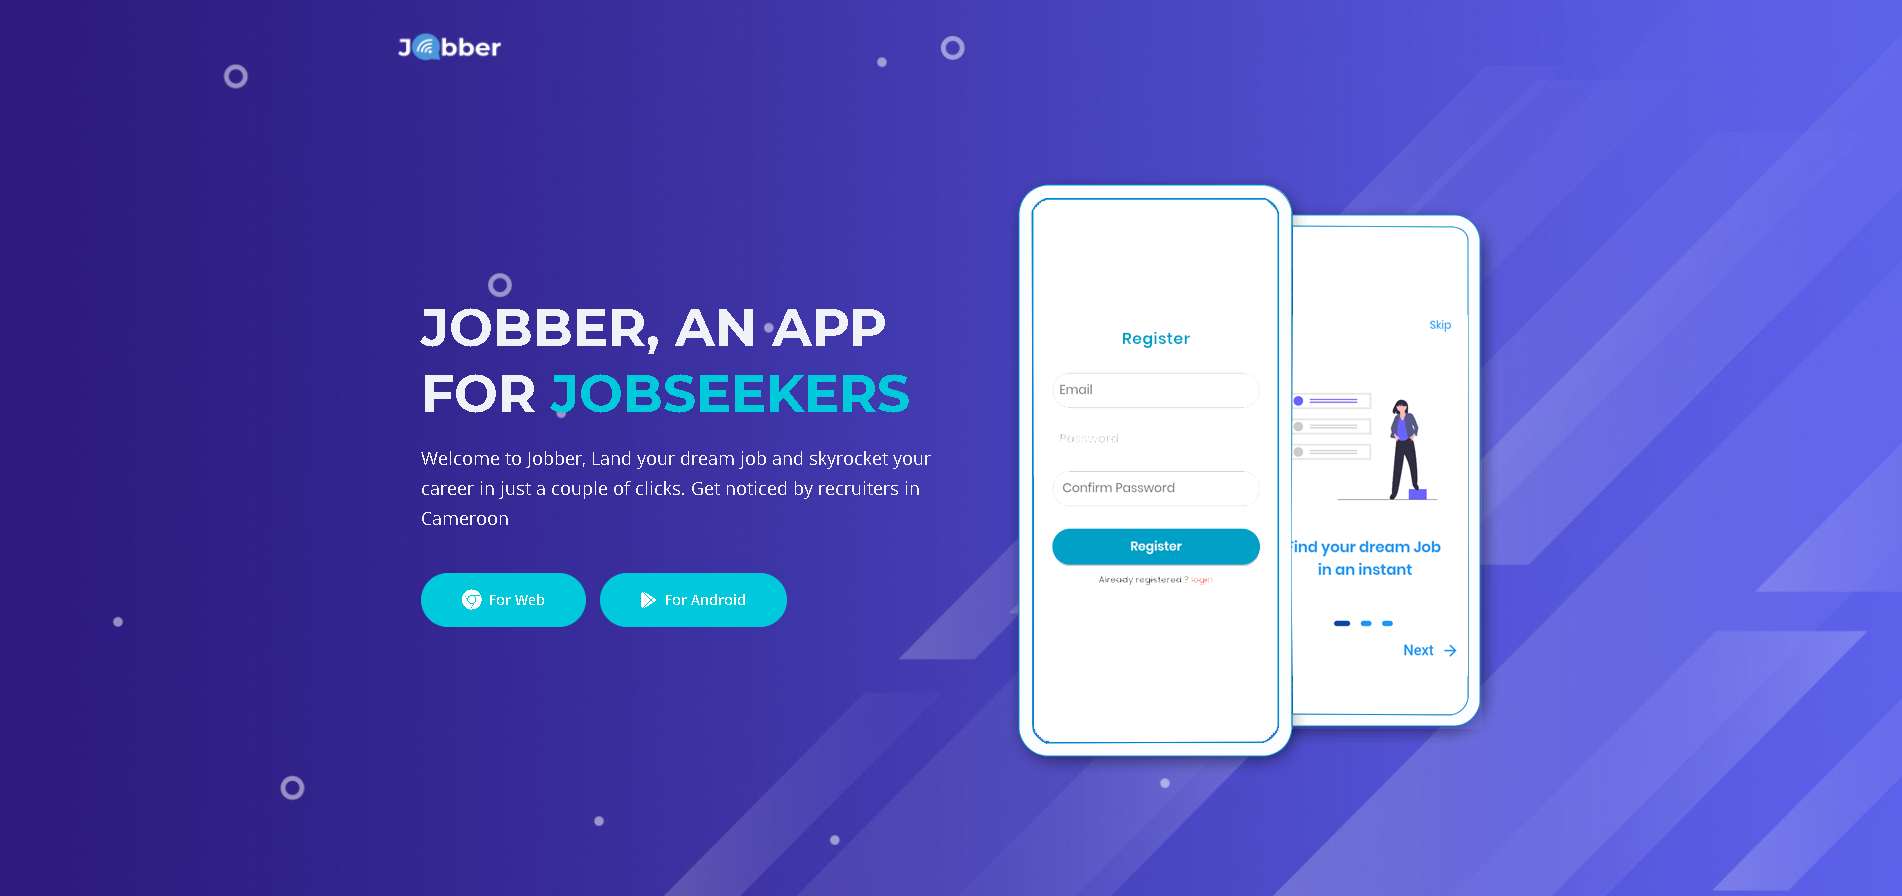 Jobber
JOBBER, AN APP
FOR JOBSEEKERS
Welcome to Jobber, Land your dream job and skyrocket your
career in just a couple of clicks. Get noticed by recruiters in
Cameroon
For Web
For Android
Register
Email
Password
Confirm Password
Register
Already registered ? login
Skip
Find your dream Job
in an instant
Next